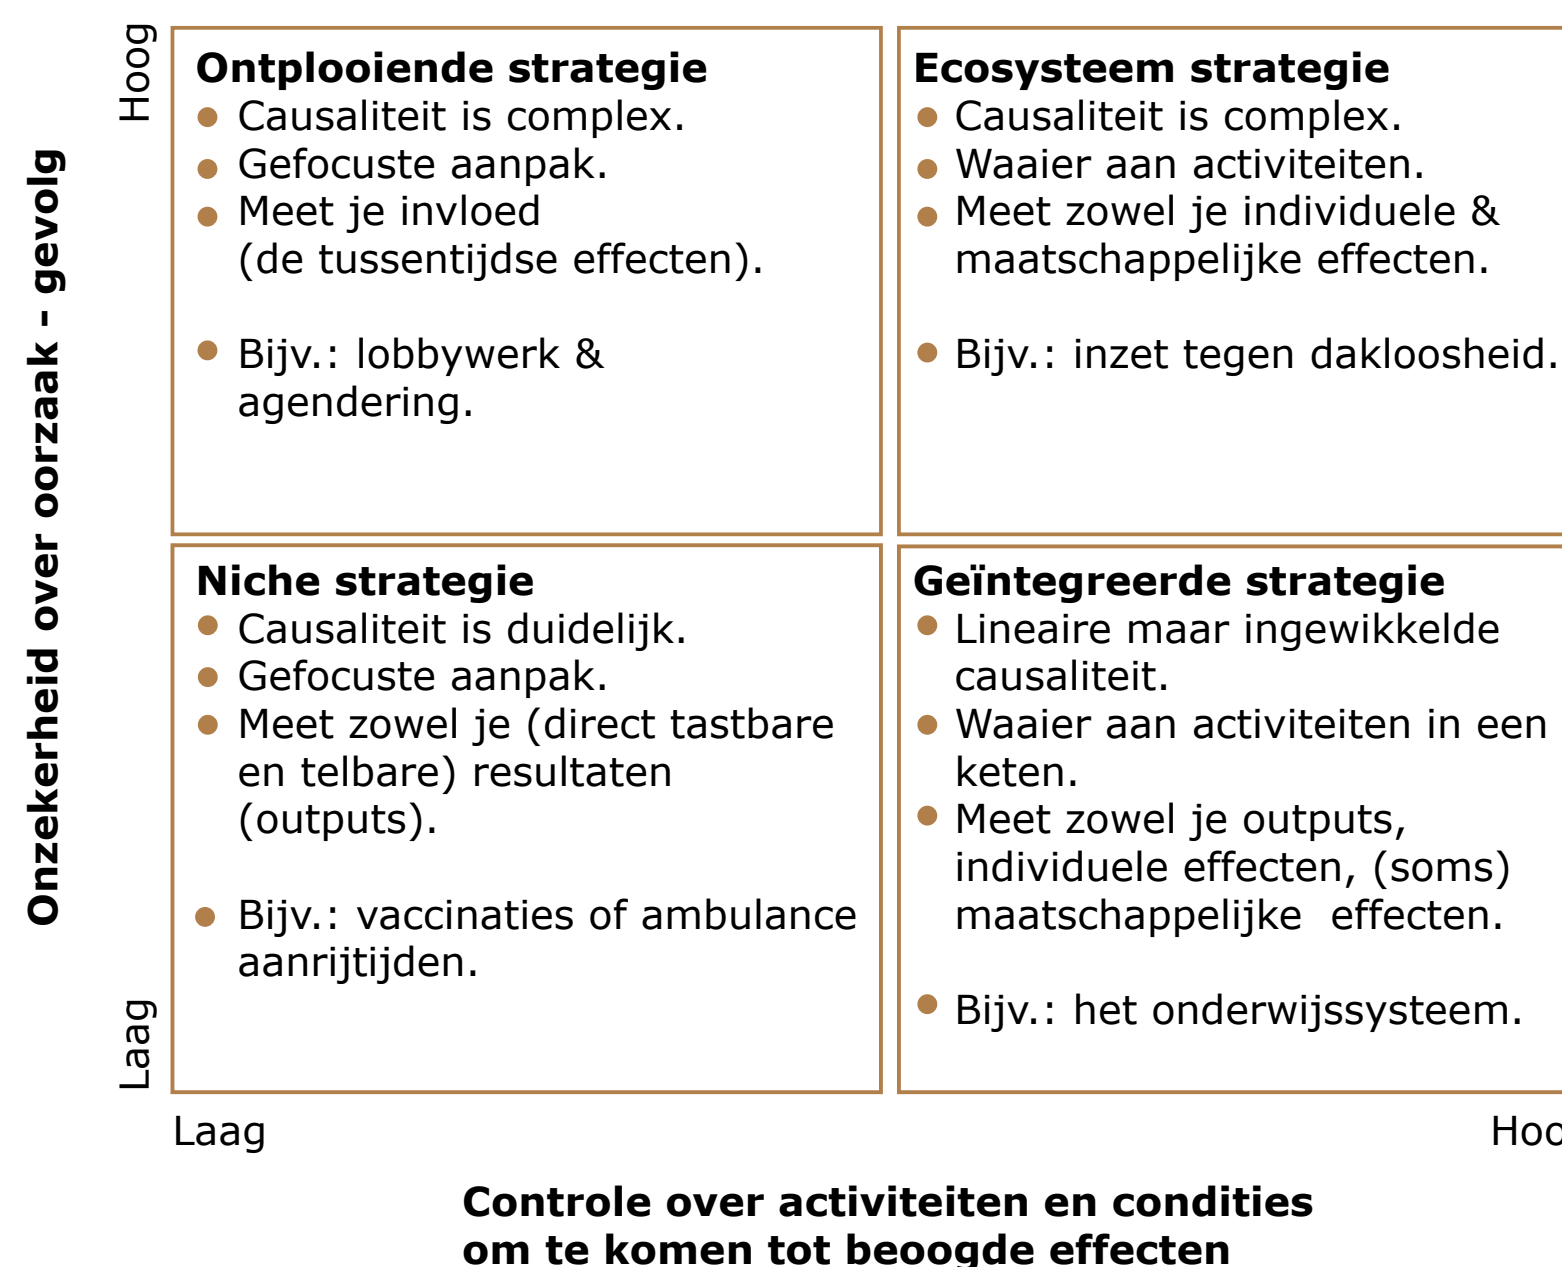 Onzekerheid over oorzaak - gevolg
Hoog
Laag
Ontplooiende strategie
Causaliteit is complex.
Gefocuste aanpak.
Meet je invloed
(de tussentijdse effecten).
Bijv.: lobbywerk &
agendering.
Ecosysteem strategie
Causaliteit is complex.
Waaier aan activiteiten.
Meet zowel je individuele &
maatschappelijke effecten.
Bijv.: inzet tegen dakloosheid.
Niche strategie
Causaliteit is duidelijk.
Gefocuste aanpak.
Meet zowel je (direct tastbare
en telbare) resultaten
(outputs).
Bijv.: vaccinaties of ambulance
aanrijtijden.
Geïntegreerde strategie
Lineaire maar ingewikkelde
causaliteit.
Waaier aan activiteiten in een
keten.
Meet zowel je outputs,
individuele effecten, (soms)
maatschappelijke  effecten.
Bijv.: het onderwijssysteem.
Laag
Hoo
Controle over activiteiten en condities
om te komen tot beoogde effecten